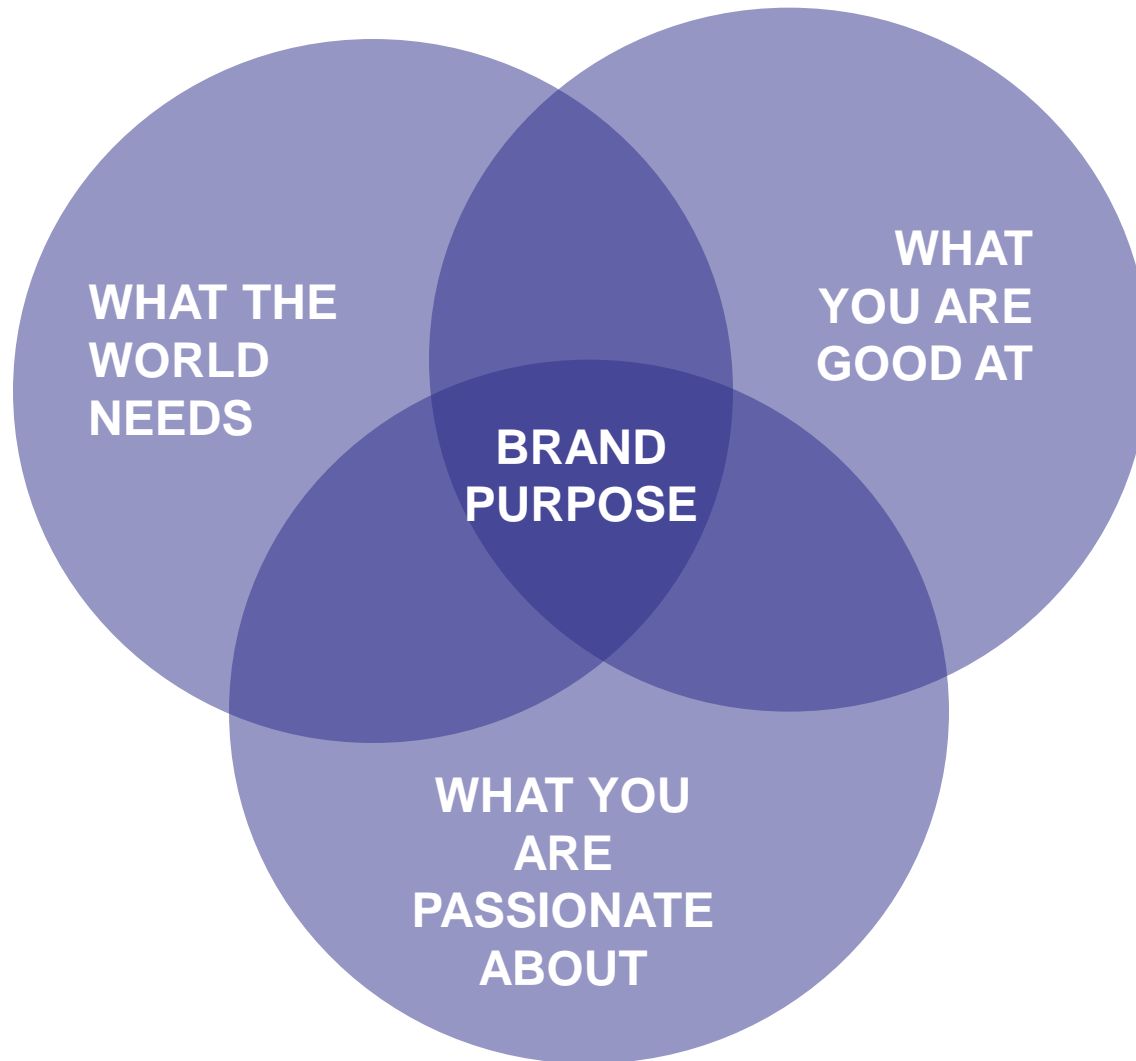 WHAT THE
WORLD
NEEDS
WHAT
YOU ARE
GOOD AT
BRAND
PURPOSE
WHAT YOU
ARE
PASSIONATE
ABOUT